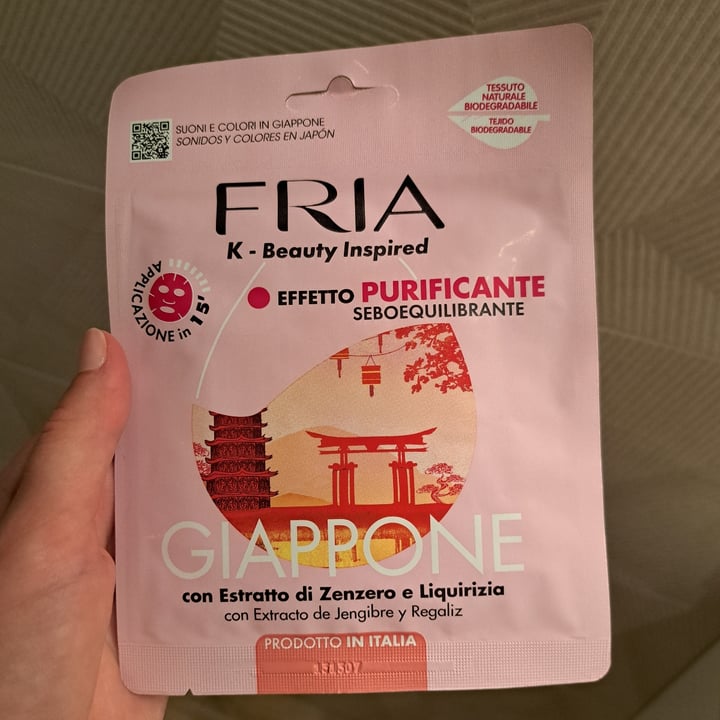 SUONI E COLORI IN GIAPPONE
SONIDOS Y COLORES EN JAPÓN
TESSUTO
NATURALE
BIODEGRADABILE
TEJIDO
BIODEGRADABLE
FRIA
K - Beauty Inspired
APPLICAZIONE in 15'
EFFETTO PURIFICANTE
SEBOEQUILIBRANTE
GIAPPONE
con Estratto di Zenzero e Liquirizia
con Extracto de Jengibre y Regaliz
PRODOTTO IN ITALIA